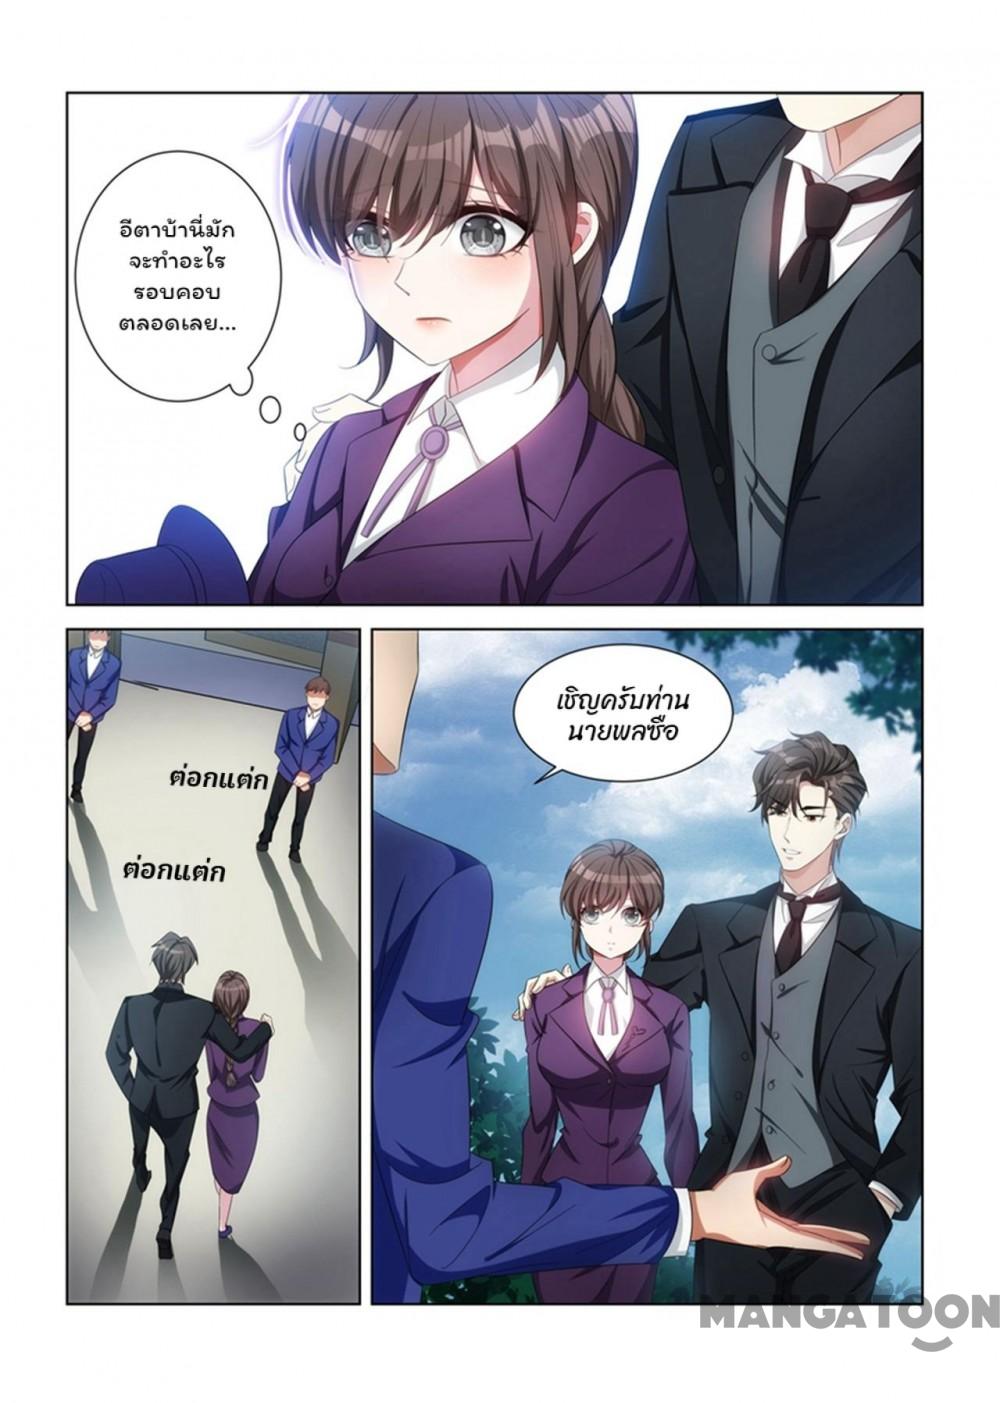 อีตาบ้านี่มัก
จะทำอะไร
รอบคอบ
ตลอดเลย...
ต่อกแต่ก
ต่อกแต่ก
เชิญครับท่าน
นายพลซือ
MANGATOON